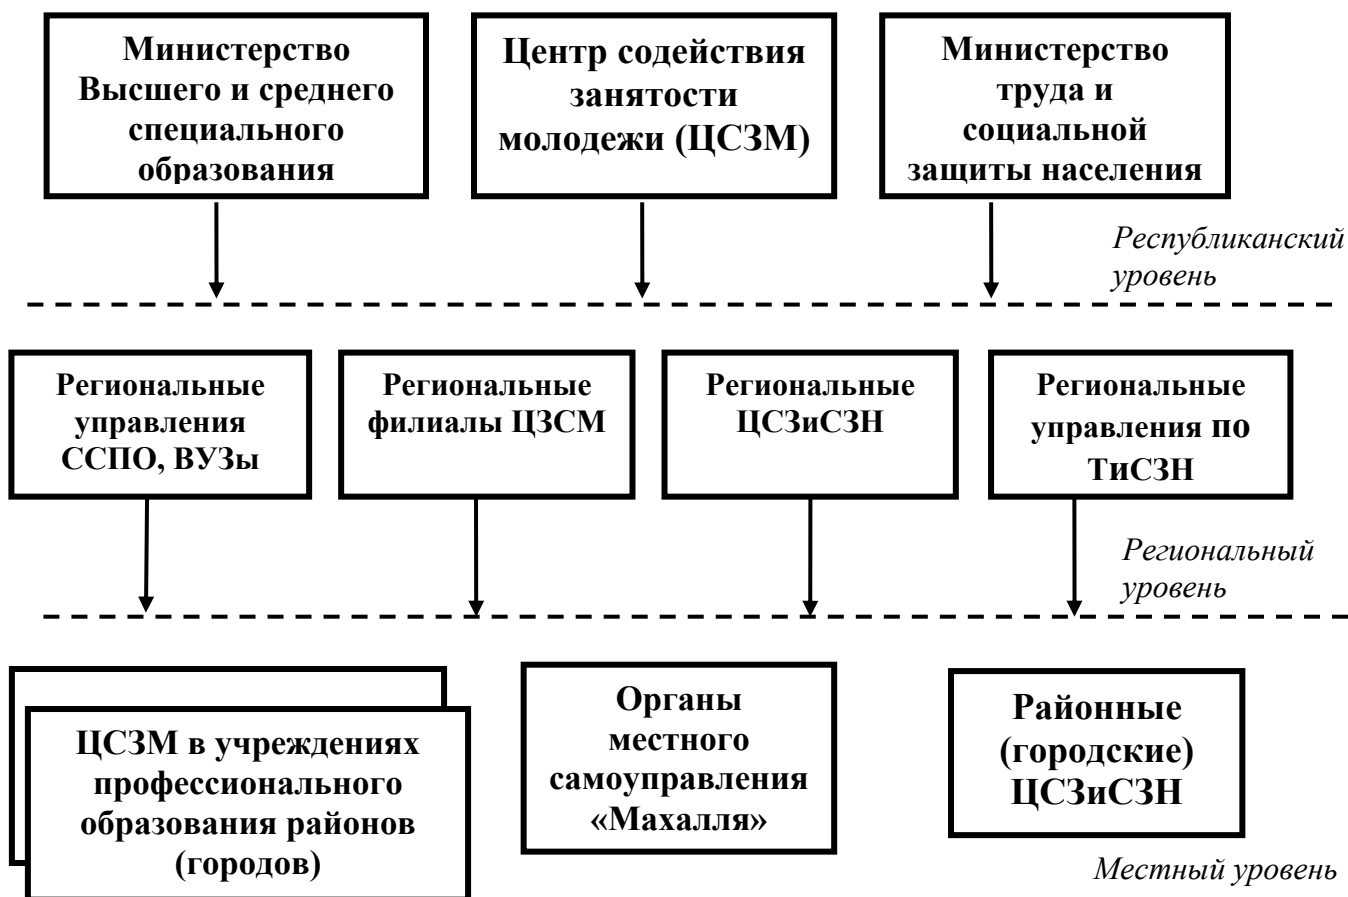 Министерство
Высшего и среднего
специального
образования
Центр содействия
занятости
молодежи (ЦСЗМ)
Министерство
труда и
социальной
защиты населения
Республиканский
уровень
Региональные
управления
ССПО, ВУЗы
Региональные
филиалы ЦЗСМ
Региональные
ЦСЗиСЗН
Региональные
управления по
ТиСЗН
Региональный
уровень
ЦСЗМ в учреждениях
профессионального
образования районов
(городов)
Органы
местного
самоуправления
«Махалля»
Районные
(городские)
ЦСЗиСЗН
Местный уровень